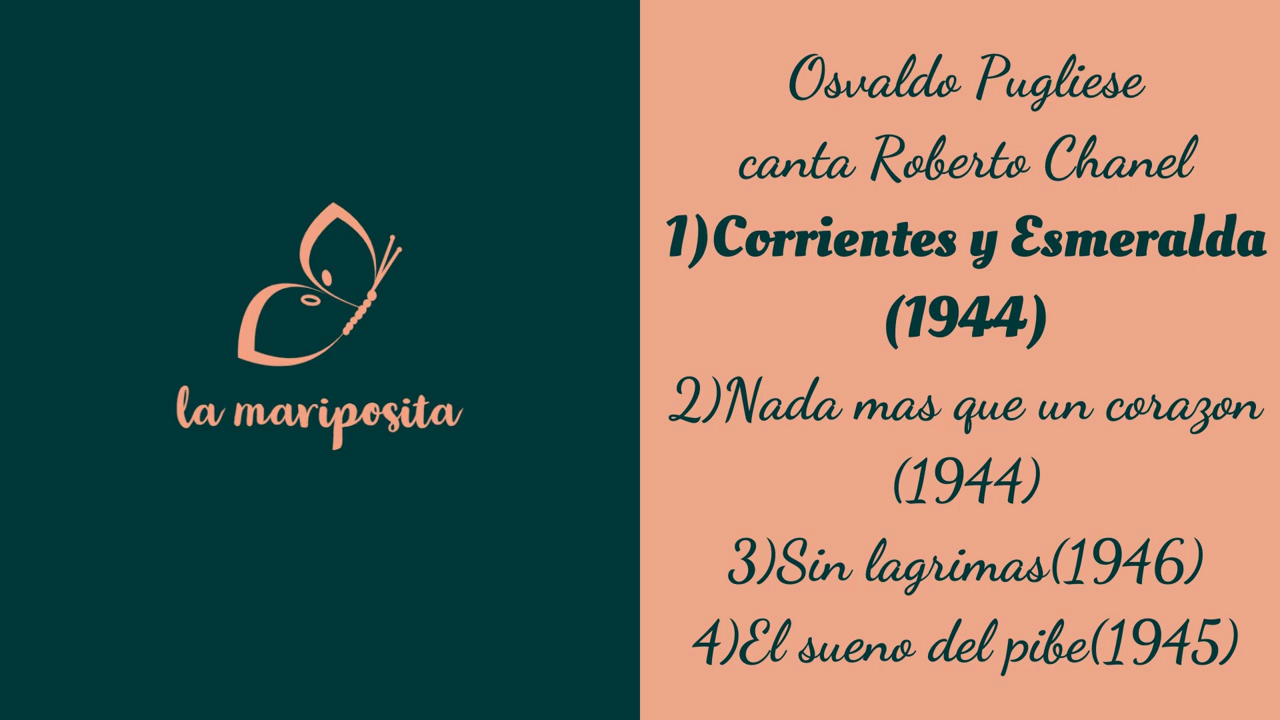 la mariposita
Osvaldo Pugliese
canta Roberto Chanel
1)Corrientes y Esmeralda
(1944)
2)Nada mas que un corazon
(1944)
3)Sin lagrimas(1946)
4)El sueno del pibe(1945)